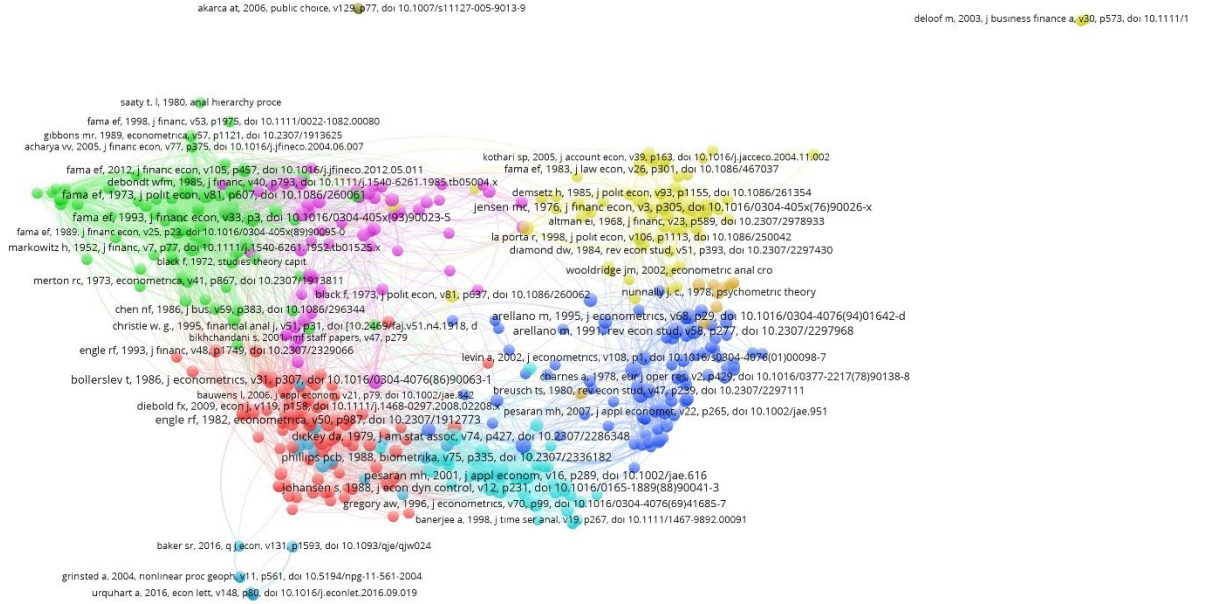 akarca at, 2006, public choice, v129, p77, doi 10.1007/s11127-005-9013-9
deloof m, 2003, j business finance a, v30, p573, doi 10.1111/1
saaty t. l, 1980, anal hierarchy proce
fama ef, 1998, j financ, v53, p1975, doi 10.1111/0022-1082.00080
gibbons mr, 1989, econometrica, v57, p1121, doi 10.2307/1913625
acharya vv, 2005, j financ econ, v77, p375, doi 10.1016/j.jfineco.2004.06.007
kothari sp, 2005, j account econ, v39, p163, doi 10.1016/j.jacceco.2004.11.002
fama ef, 2012, j financ econ, v105, p457, doi 10.1016/j.jfineco.2012.05.011
fama ef, 1983, j law econ, v26, p301, doi 10.1086/467037
debondt wfm, 1985, j financ, v40, p793, doi 10.1111/j.1540-6261.1985.tb05004.x
fama ef, 1973, j polit econ, v81, p607, doi 10.1086/260061
demsetz h, 1985, j polit econ, v93, p1155, doi 10.1086/261354
jensen mc, 1976, j financ econ, v3, p305, doi 10.1016/0304-405x(76)90026-x
fama ef, 1993, j financ econ, v33, p3, doi 10.1016/0304-405x(93)90023-5
altman ei, 1968, j financ, v23, p589, doi 10.2307/2978933
fama ef, 1989, j financ econ, v25, p23, doi 10.1016/0304-405x(89)90095-0
la porta r, 1998, j polit econ, v106, p1113, doi 10.1086/250042
markowitz h, 1952, j financ, v7, p77, doi 10.1111/j.1540-6261.1952.tb01525.x
diamond dw, 1984, rev econ stud, v51, p393, doi 10.2307/2297430
black f, 1972, studies theory capit
wooldridge jm, 2002, econometric anal cro
merton rc, 1973, econometrica, v41, p867, doi 10.2307/1913811
black f, 1973, j polit econ, v81, p637, doi 10.1086/260062
nunnally j. c., 1978, psychometric theory
chen nf, 1986, j bus, v59, p383, doi 10.1086/296344
arellano m, 1995, j econometrics, v68, p29, doi 10.1016/0304-4076(94)01642-d
christie w. g., 1995, financial anal j, v51, p31, doi [10.2469/faj.v51.n4.1918, d
arellano m, 1991, rev econ stud, v58, p277, doi 10.2307/2297968
bikhchandani s, 2001, imf staff papers, v47, p279
engle rf, 1993, j financ, v48, p1749, doi 10.2307/2329066
levin a, 2002, j econometrics, v108, p1, doi 10.1016/s0304-4076(01)00098-7
bollerslev t, 1986, j econometrics, v31, p307, doi 10.1016/0304-4076(86)90063-1
charnes a, 1978, eur j oper res, v2, p429, doi 10.1016/0377-2217(78)90138-8
bauwens l, 2006, j appl econom, v21, p79, doi 10.1002/jae.842
breusch ts, 1980, rev econ stud, v47, p239, doi 10.2307/2297111
diebold fx, 2009, econ j, v119, p158, doi 10.1111/j.1468-0297.2008.02208.x
pesaran mh, 2007, j appl economet, v22, p265, doi 10.1002/jae.951
engle rf, 1982, econometrica, v50, p987, doi 10.2307/1912773
dickey da, 1979, j am stat assoc, v74, p427, doi 10.2307/2286348
phillips pcb, 1988, biometrika, v75, p335, doi 10.2307/2336182
pesaran mh, 2001, j appl econom, v16, p289, doi 10.1002/jae.616
johansen s, 1988, j econ dyn control, v12, p231, doi 10.1016/0165-1889(88)90041-3
gregory aw, 1996, j econometrics, v70, p99, doi 10.1016/0304-4076(69)41685-7
banerjee a, 1998, j time ser anal, v19, p267, doi 10.1111/1467-9892.00091
baker sr, 2016, q j econ, v131, p1593, doi 10.1093/qje/qjw024
grinsted a, 2004, nonlinear proc geoph, v11, p561, doi 10.5194/npg-11-561-2004
urquhart a, 2016, econ lett, v148, p80, doi 10.1016/j.econlet.2016.09.019